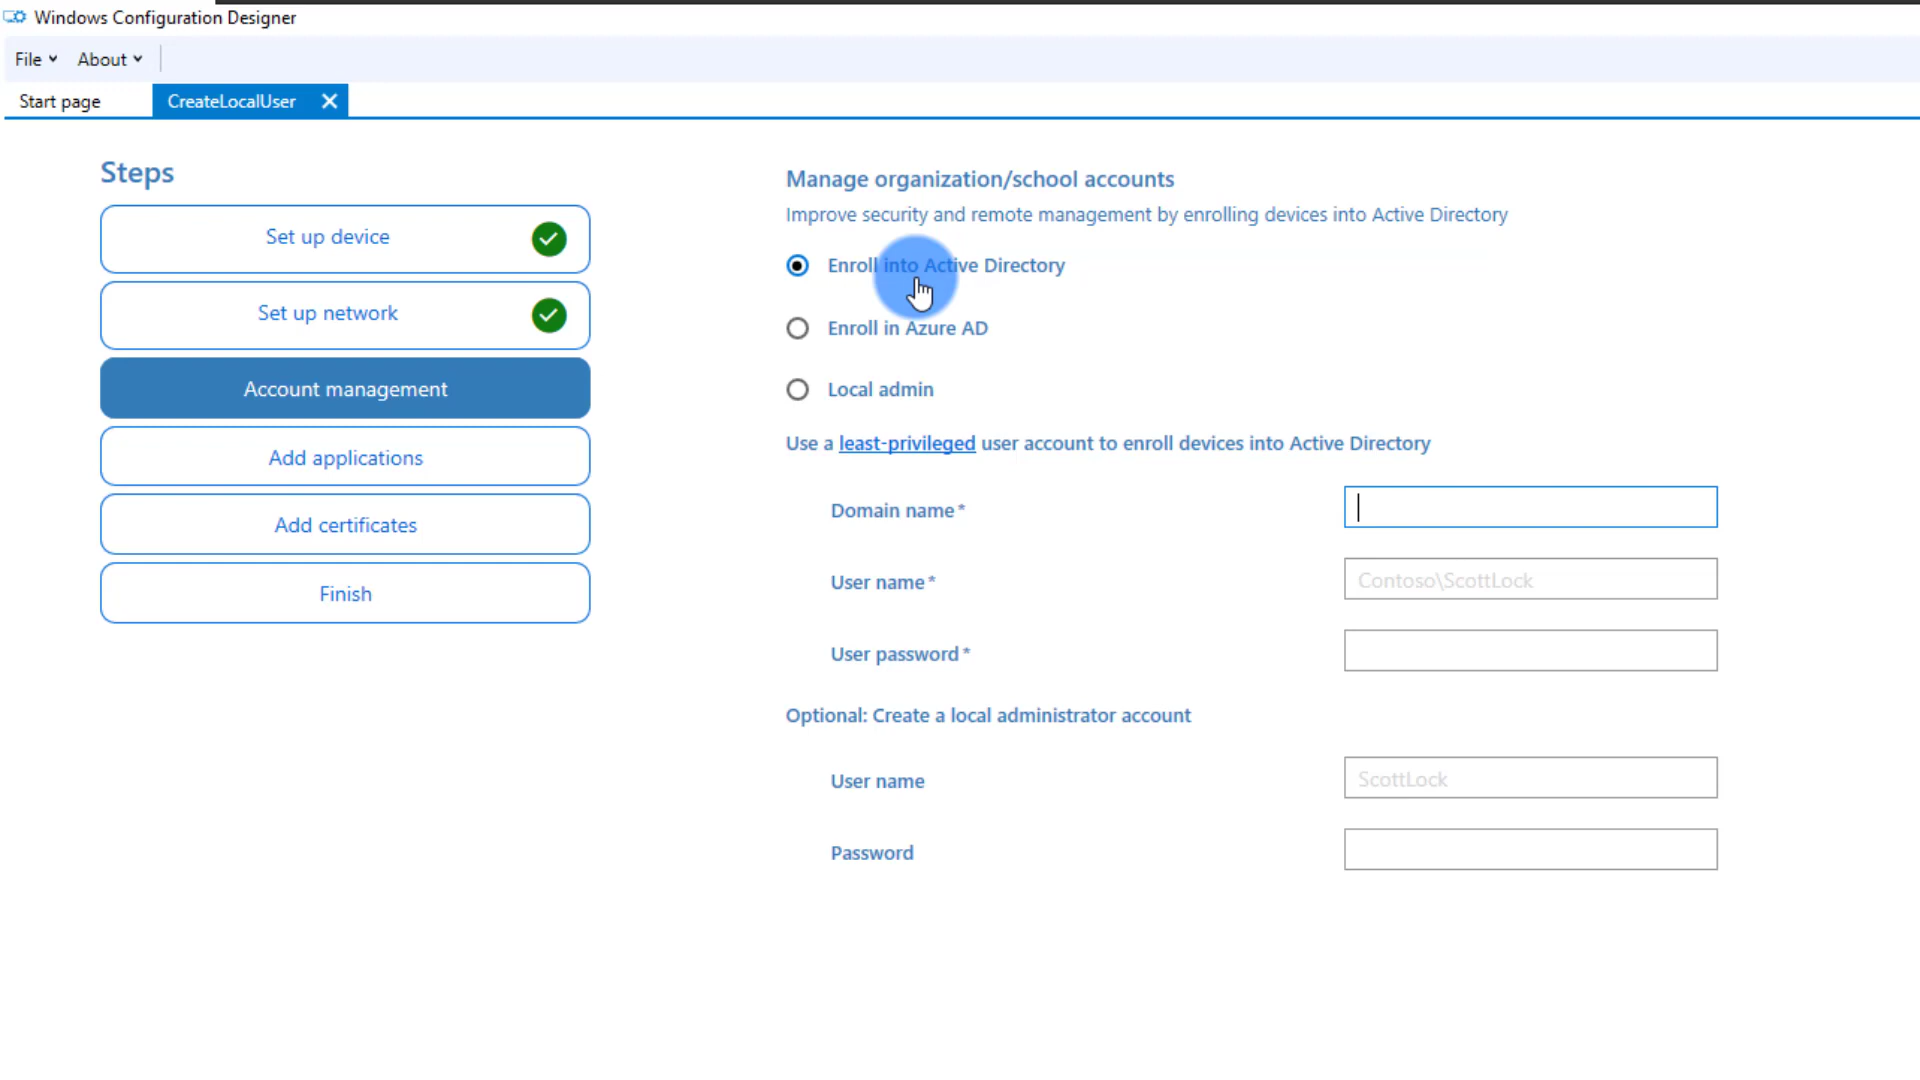 Windows Configuration Designer
File About
Start page CreateLocalUser
Steps
Set up device
Set up network
Account management
Add applications
Add certificates
Finish
Manage organization/school accounts
Improve security and remote management by enrolling devices into Active Directory
Enroll into Active Directory
Enroll in Azure AD
Local admin
Use a least-privileged user account to enroll devices into Active Directory
Domain name*
User name* Contoso\ScottLock
User password*
Optional: Create a local administrator account
User name ScottLock
Password